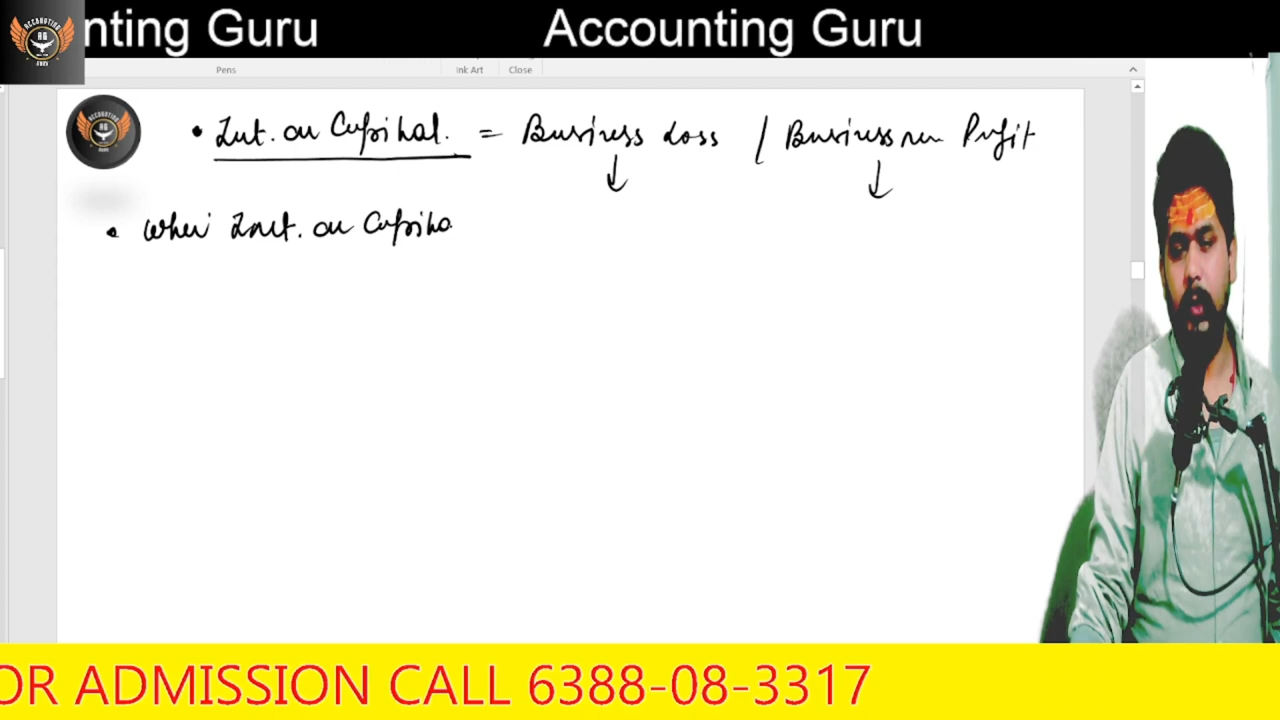 nting Guru Accounting Guru
Pens Ink Art Close
• Int. on Capital. = Business Loss / Business Profit
• When Int. on Capita
OR ADMISSION CALL 6388-08-3317